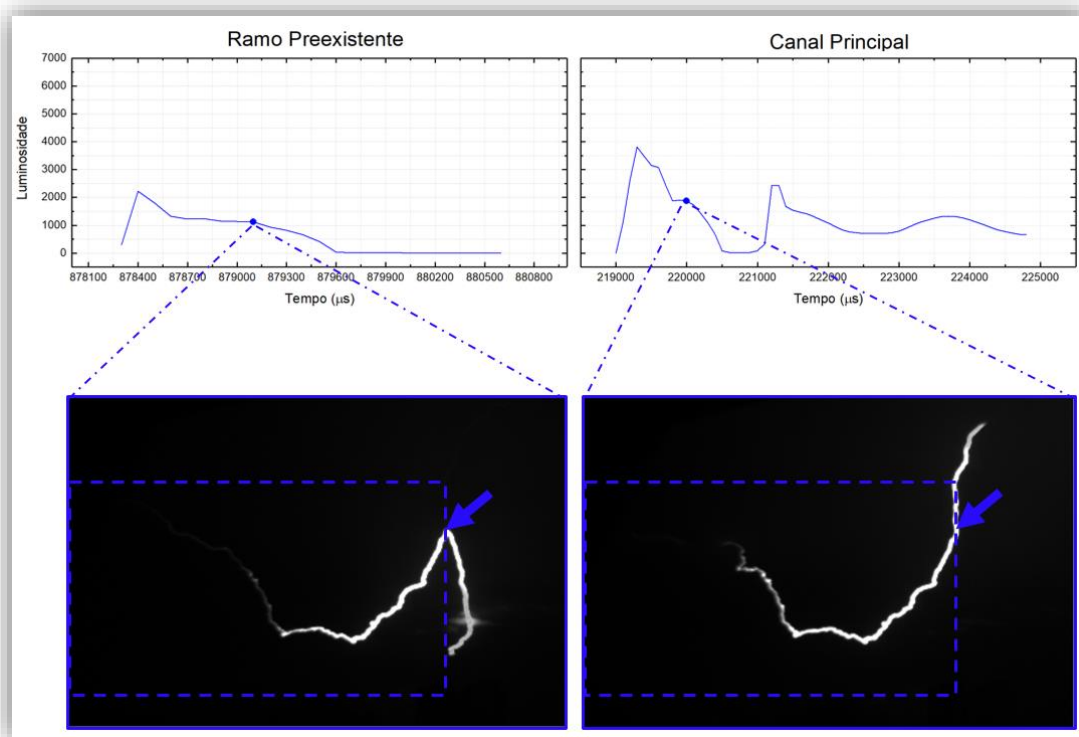 Ramo Preexistente
Canal Principal
Luminosidade
7000
6000
5000
4000
3000
2000
1000
0
878100 878400 878700 879000 879300 879600 879900 880200 880500 880800
Tempo (μs)
219000 220000 221000 222000 223000 224000 225000
Tempo (μs)